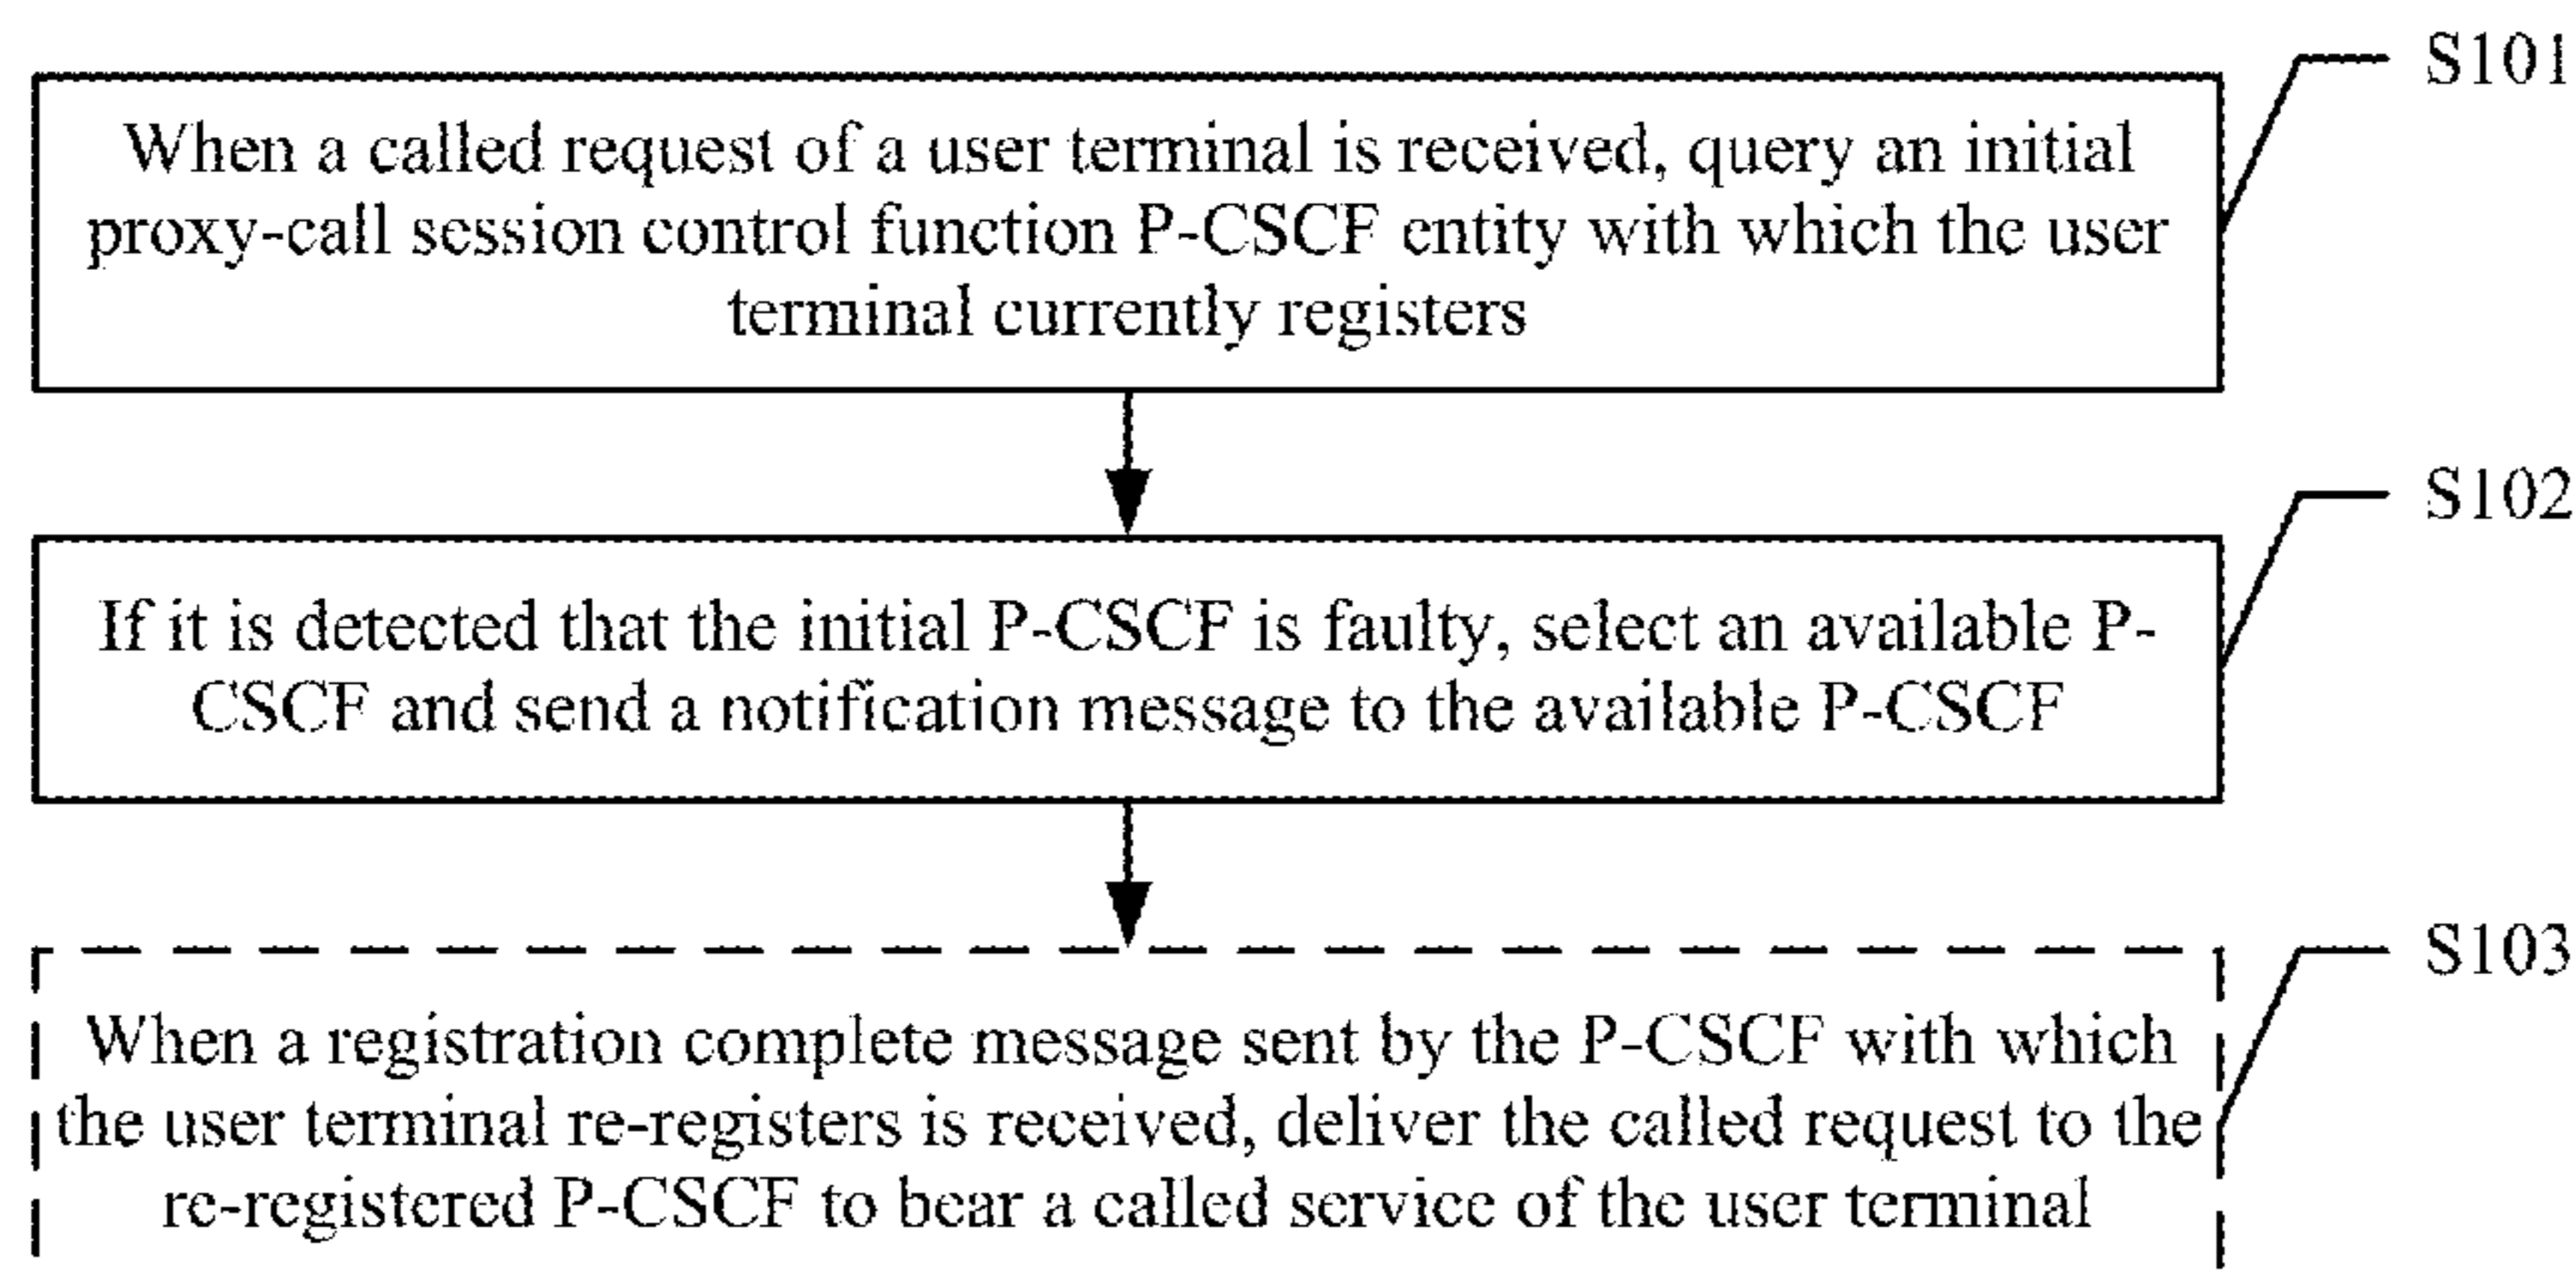 S101
When a called request of a user terminal is received, query an initial
proxy-call session control function P-CSCF entity with which the user
terminal currently registers
S102
If it is detected that the initial P-CSCF is faulty, select an available P-
CSCF and send a notification message to the available P-CSCF
S103
When a registration complete message sent by the P-CSCF with which
the user terminal re-registers is received, deliver the called request to the
re-registered P-CSCF to bear a called service of the user terminal